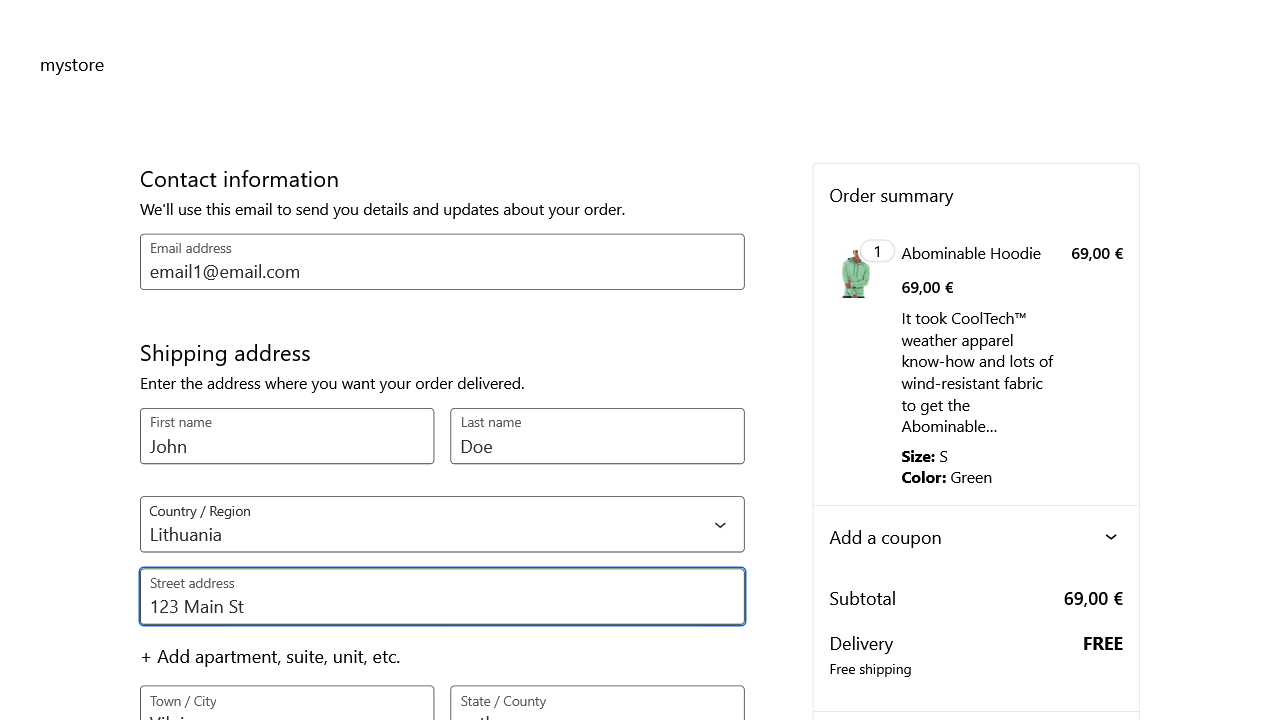 mystore
Contact information
We'll use this email to send you details and updates about your order.
Email address
email1@email.com
Shipping address
Enter the address where you want your order delivered.
First name
John
Last name
Doe
Country / Region
Lithuania
Street address
123 Main St
+ Add apartment, suite, unit, etc.
Town / City
State / County
Order summary
1
Abominable Hoodie
69,00 €
69,00 €
It took CoolTech™
weather apparel
know-how and lots of
wind-resistant fabric
to get the
Abominable…
Size: S
Color: Green
Add a coupon
Subtotal
69,00 €
Delivery
FREE
Free shipping